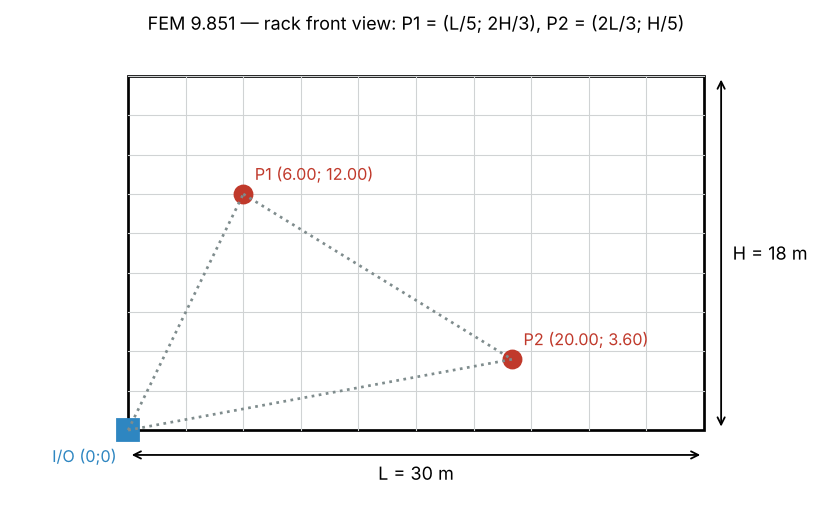 FEM 9.851 — rack front view: P1 = (L/5; 2H/3), P2 = (2L/3; H/5)
P1 (6.00; 12.00)
H = 18 m
P2 (20.00; 3.60)
I/O (0;0)
L = 30 m